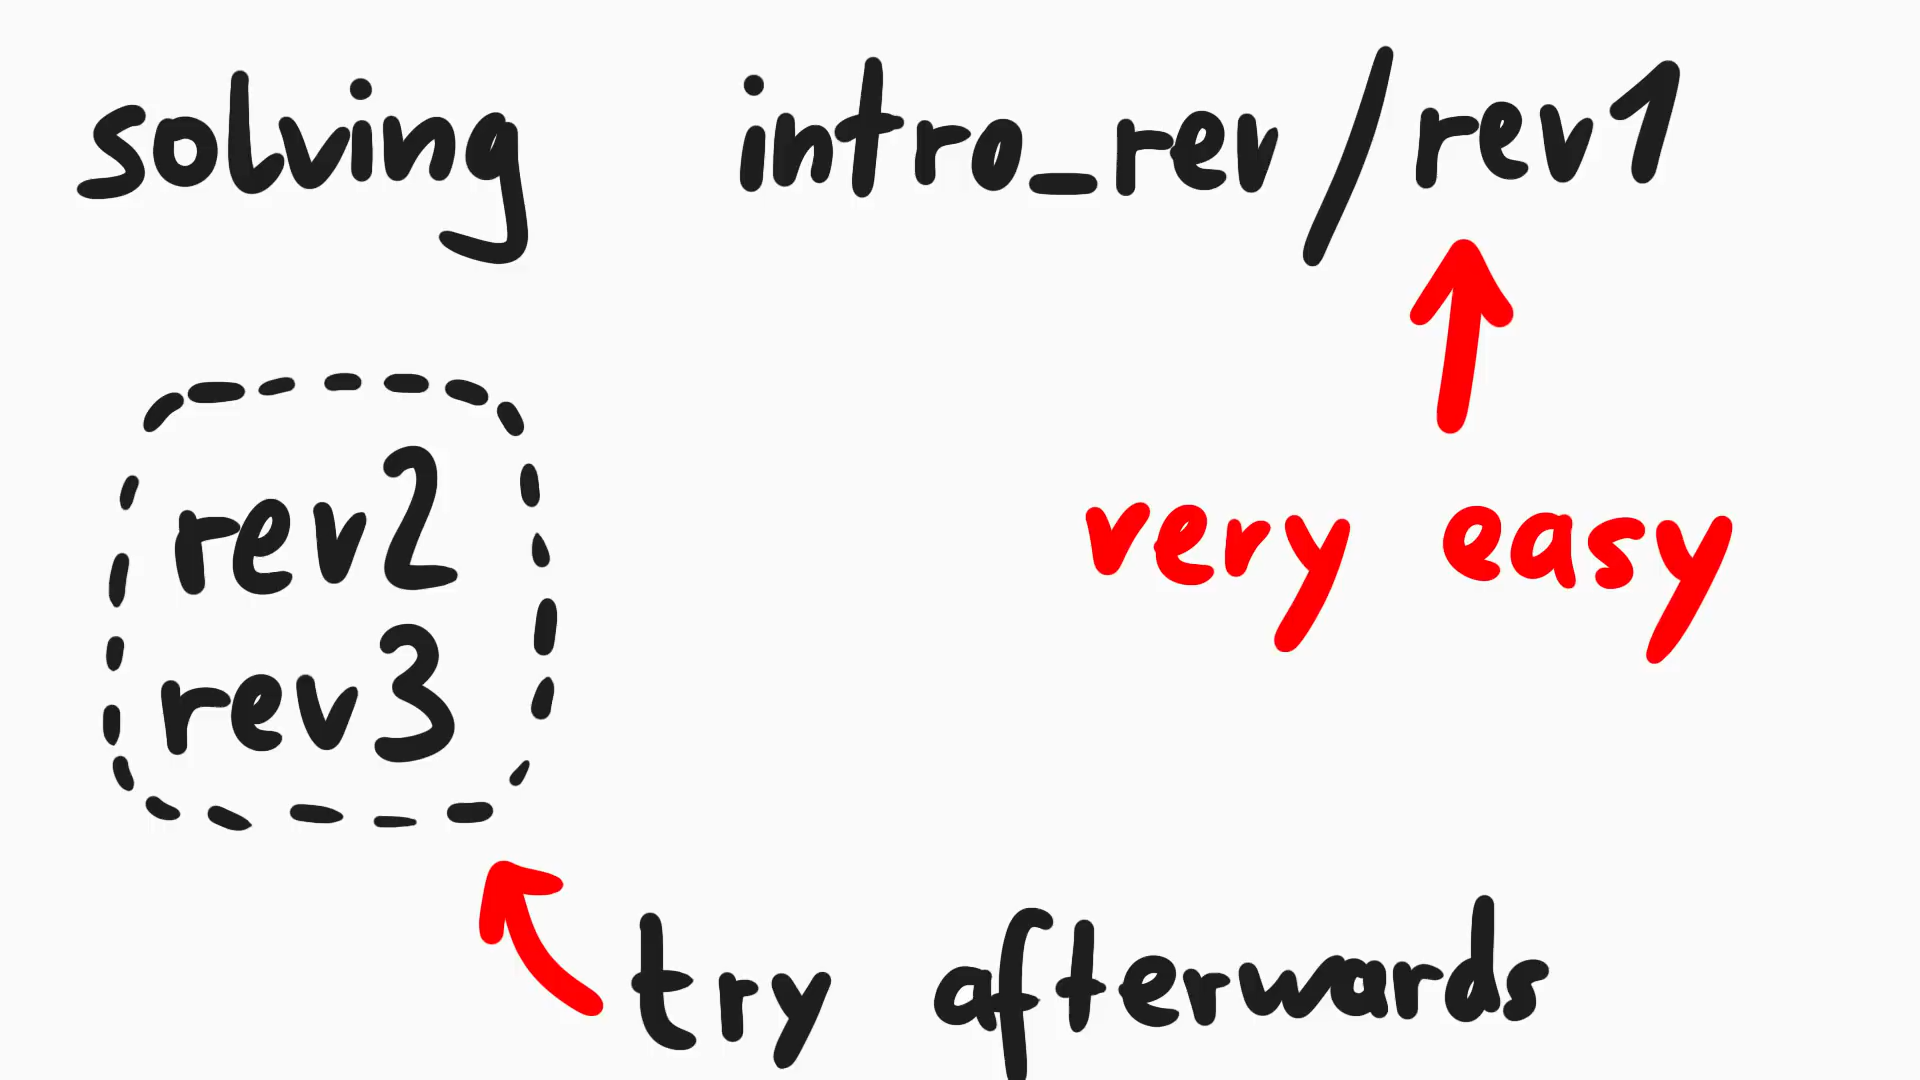 solving intro_rev/rev1
very easy
rev2
rev3
try afterwards